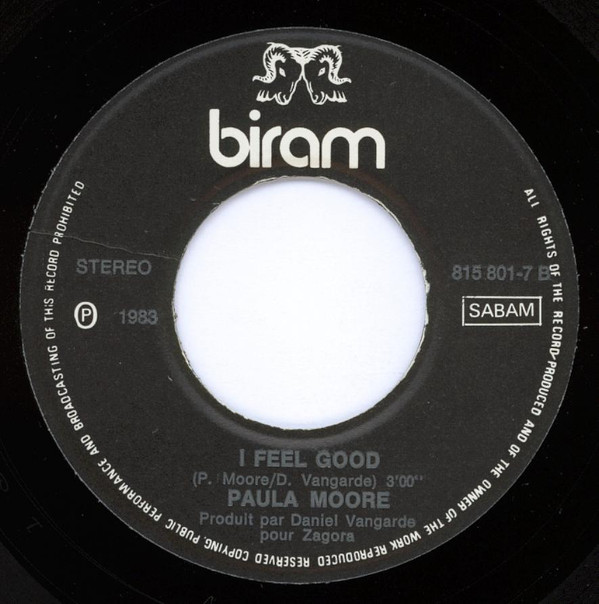 biram
STEREO
815 801-7 B
Ⓟ 1983
SABAM
I FEEL GOOD
(P. Moore/D. Vangarde) 3'00"
PAULA MOORE
Produit par Daniel Vangarde
pour Zagora
ALL RIGHTS OF THE RECORD-PRODUCED AND OF THE OWNER OF THE WORK REPRODUCED RESERVED COPYING. PUBLIC PERFORMANCE AND BROADCASTING OF THIS RECORD PROHIBITED